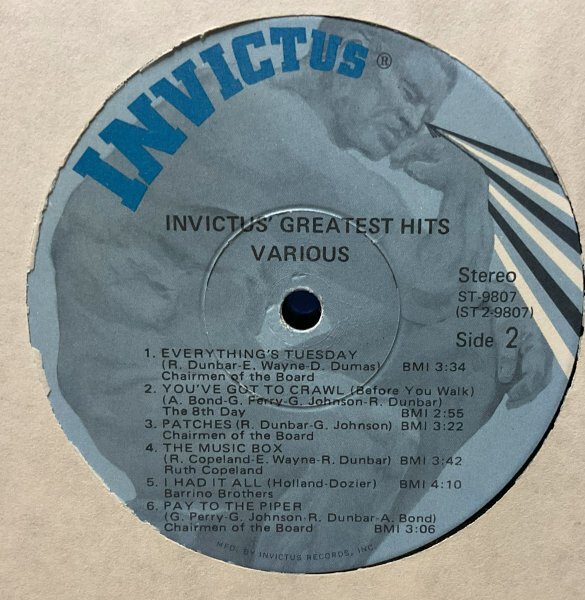 INVICTUS®
INVICTUS' GREATEST HITS
VARIOUS
Stereo
ST-9807
(ST 2-9807)
Side 2
1. EVERYTHING'S TUESDAY
(R. Dunbar-E. Wayne-D. Dumas) BMI 3:34
Chairmen of the Board
2. YOU'VE GOT TO CRAWL (Before You Walk)
(A. Bond-G. Perry-G. Johnson-R. Dunbar)
The 8th Day BMI 2:55
3. PATCHES (R. Dunbar-G. Johnson) BMI 3:22
Chairmen of the Board
4. THE MUSIC BOX
(R. Copeland-E. Wayne-R. Dunbar) BMI 3:42
Ruth Copeland
5. I HAD IT ALL (Holland-Dozier) BMI 4:10
Barrino Brothers
6. PAY TO THE PIPER
(G. Perry-G. Johnson-R. Dunbar-A. Bond)
Chairmen of the Board BMI 3:06
MFD. BY INVICTUS RECORDS, INC.